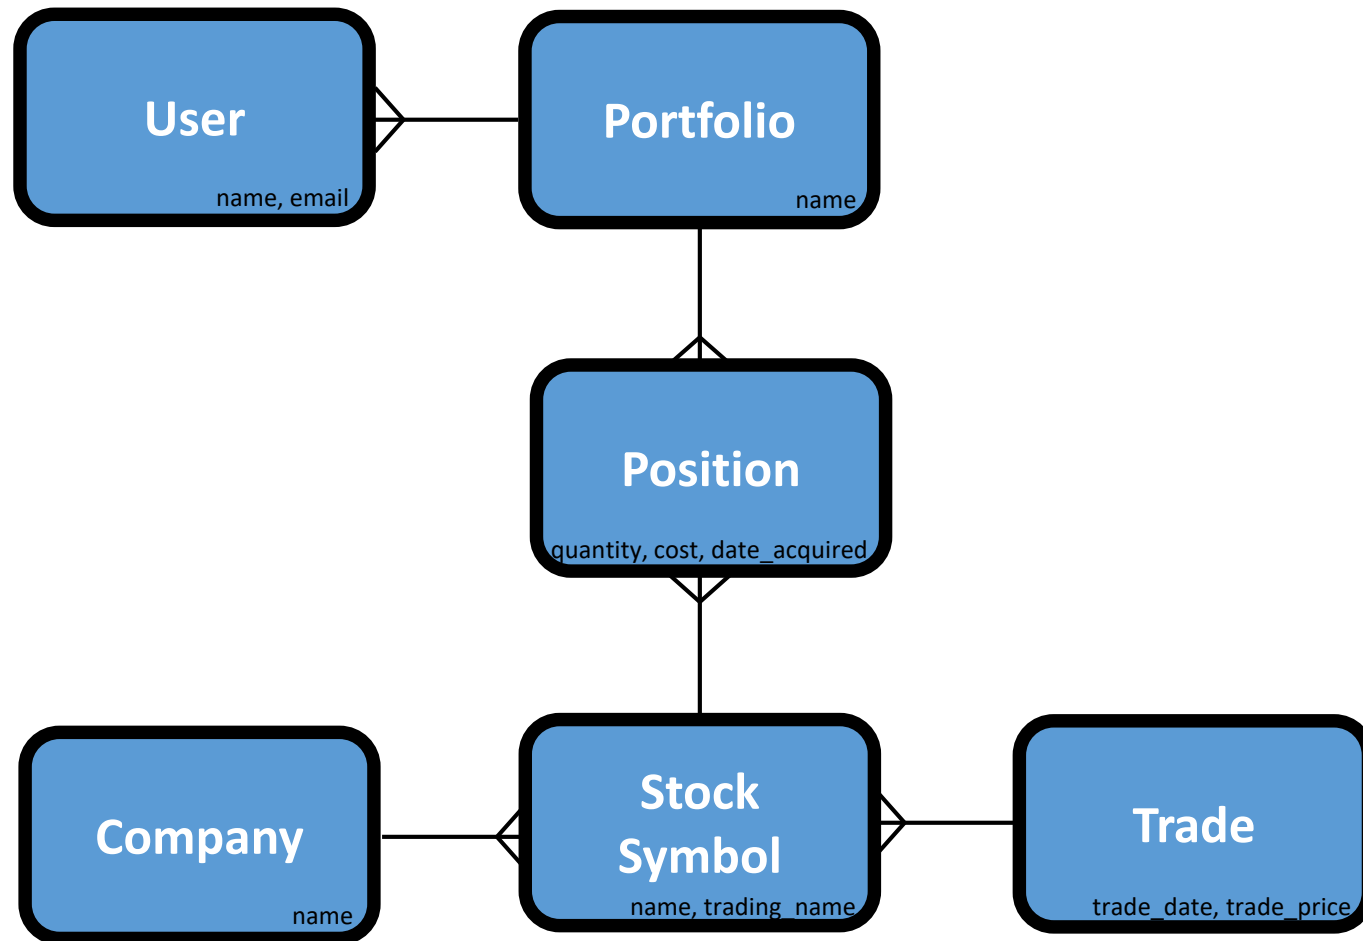 User
name, email
Portfolio
name
Position
quantity, cost, date_acquired
Company
name
Stock
Symbol
name, trading_name
Trade
trade_date, trade_price